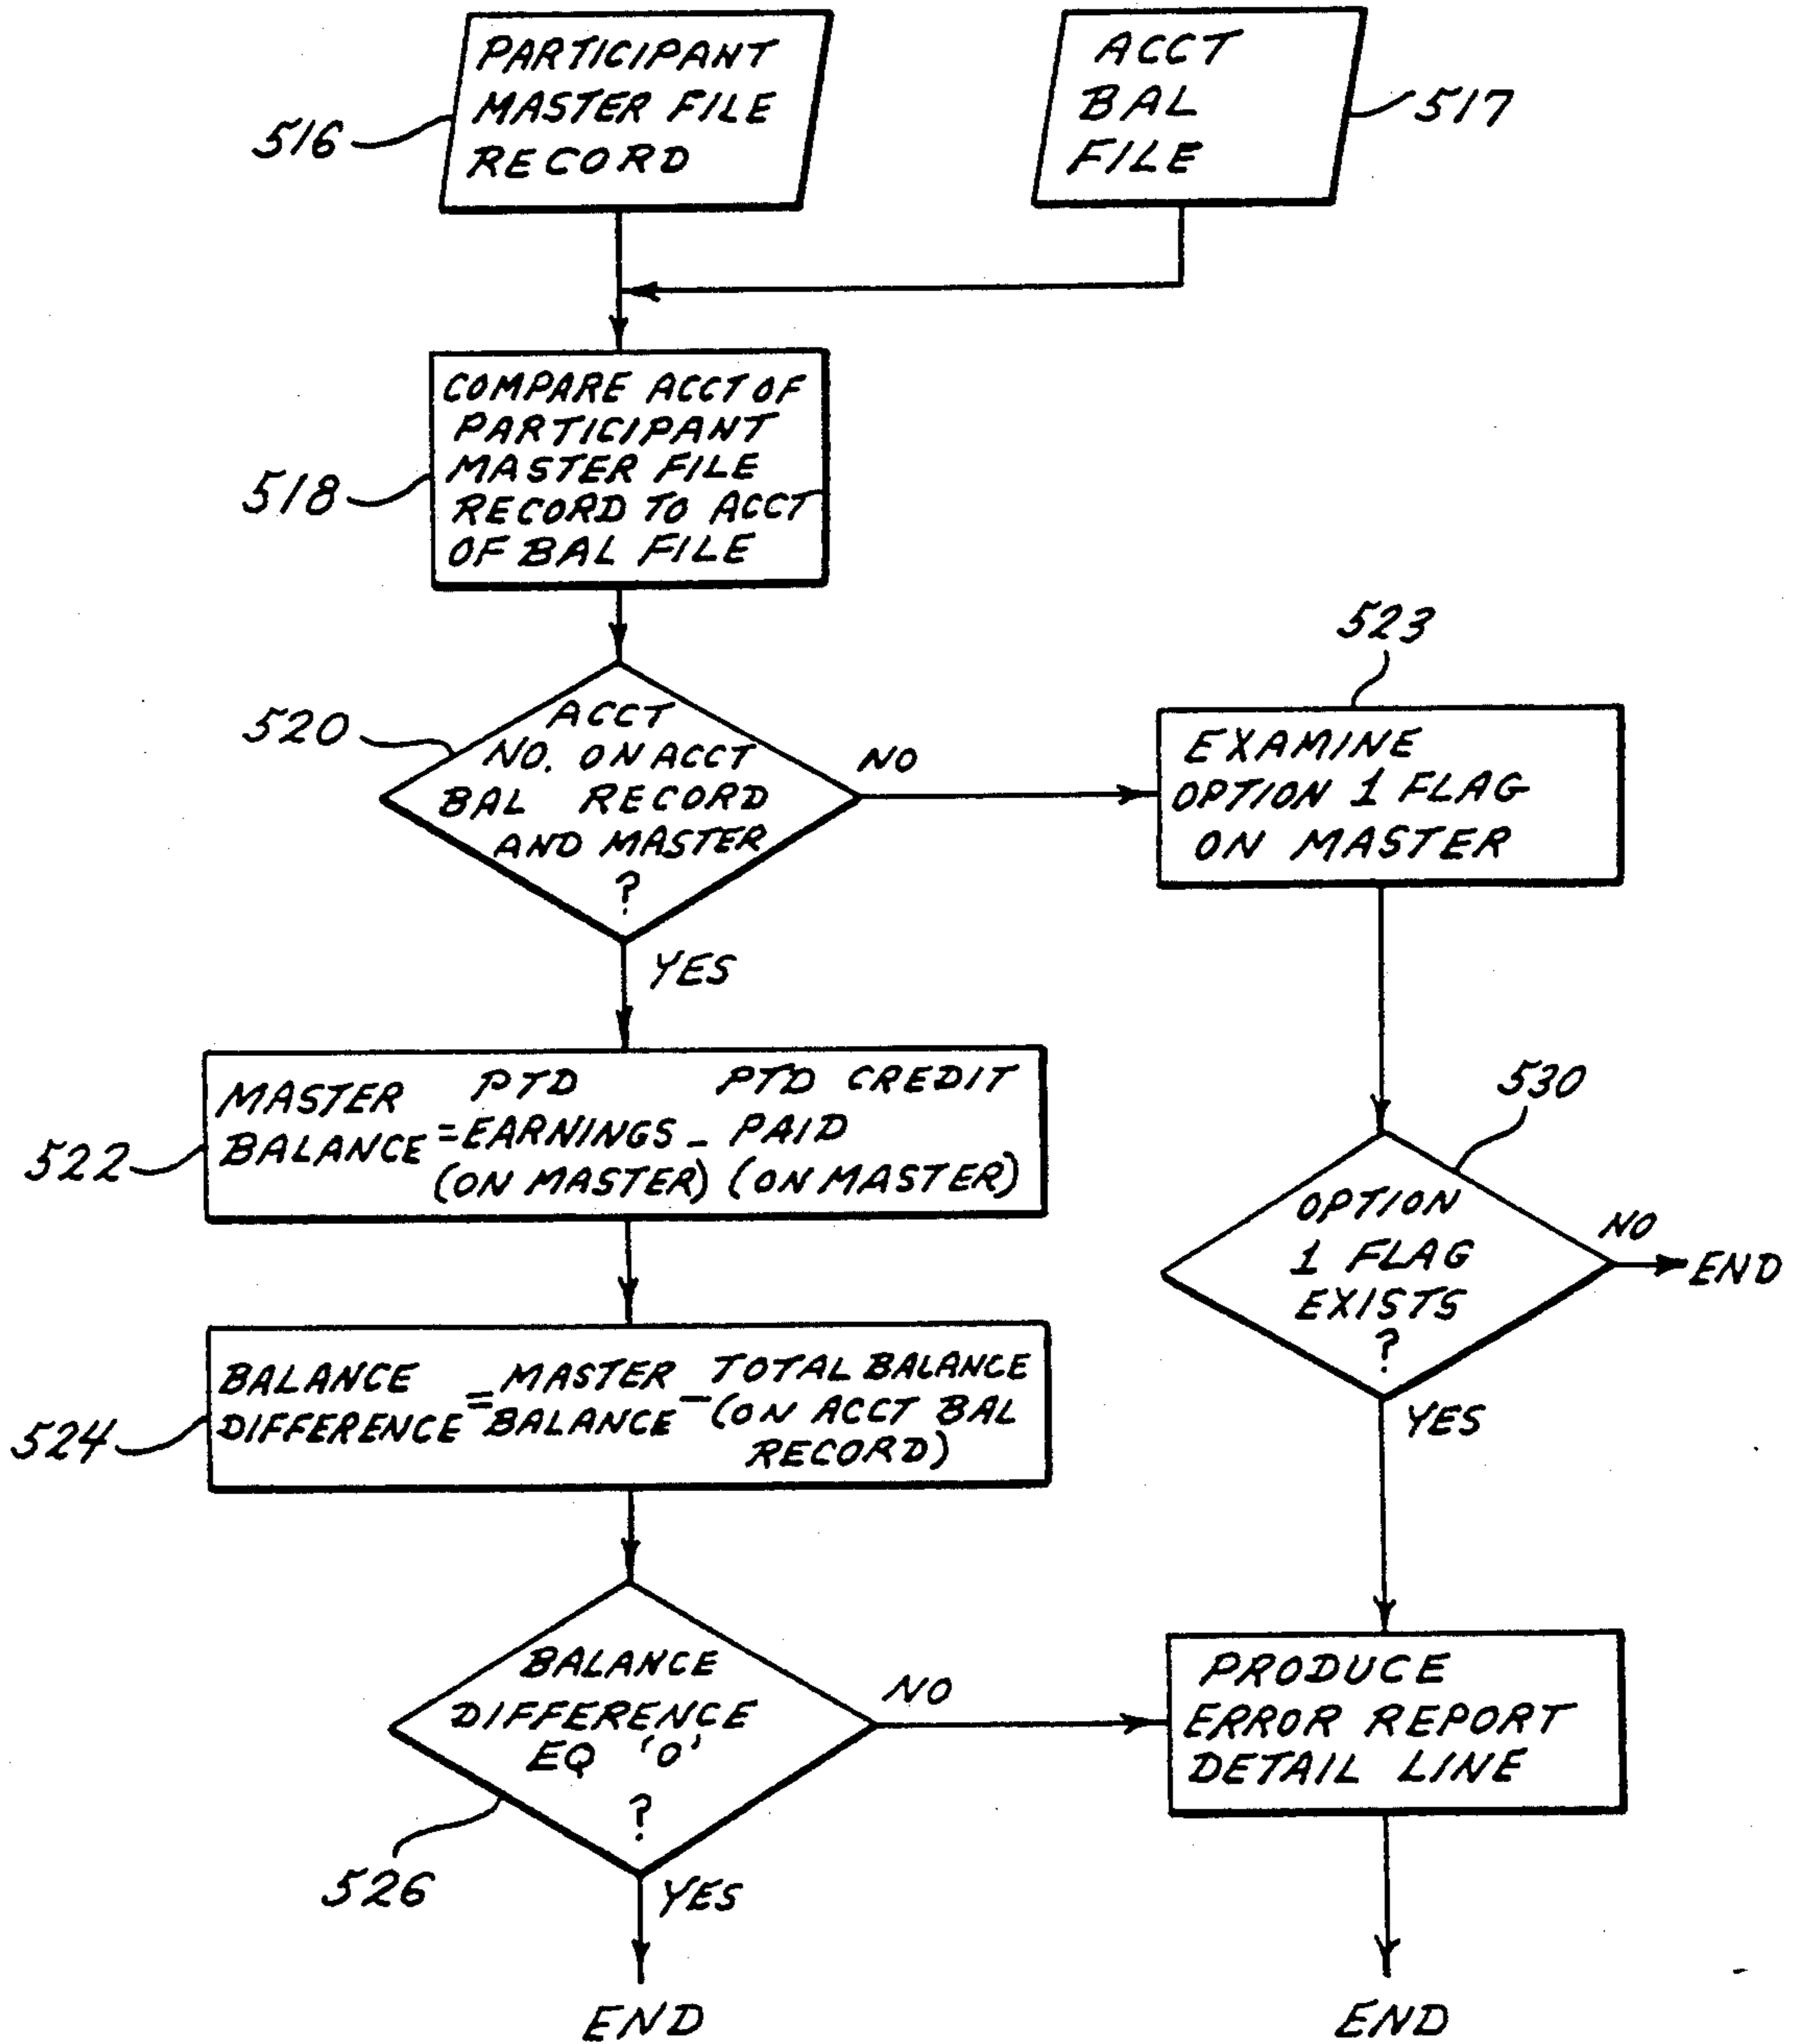 PARTICIPANT
MASTER FILE
RECORD
516
ACCT
BAL
FILE
517
COMPARE ACCT OF
PARTICIPANT
MASTER FILE
RECORD TO ACCT
OF BAL FILE
518
ACCT
NO. ON ACCT
BAL RECORD
AND MASTER
?
520
NO
YES
523
EXAMINE
OPTION 1 FLAG
ON MASTER
MASTER PTD PTD CREDIT
BALANCE = EARNINGS - PAID
(ON MASTER) (ON MASTER)
522
530
OPTION
1 FLAG
EXISTS
?
NO
END
YES
BALANCE = MASTER - TOTAL BALANCE
DIFFERENCE BALANCE (ON ACCT BAL
RECORD)
524
BALANCE
DIFFERENCE
EQ '0'
?
526
NO
YES
END
PRODUCE
ERROR REPORT
DETAIL LINE
END